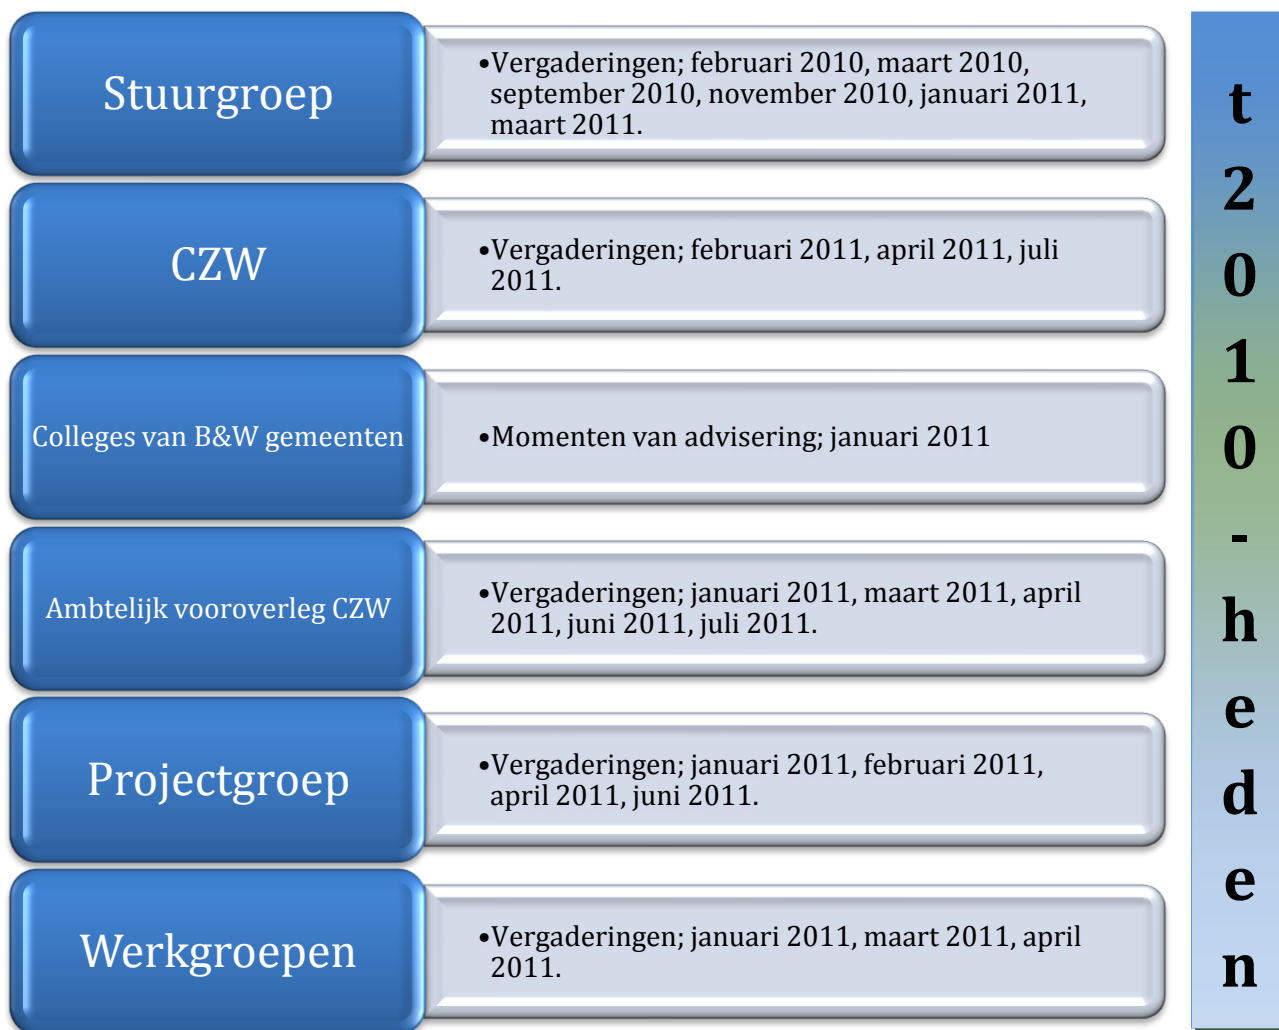 Stuurgroep
•Vergaderingen; februari 2010, maart 2010,
september 2010, november 2010, januari 2011,
maart 2011.
CZW
•Vergaderingen; februari 2011, april 2011, juli
2011.
Colleges van B&W gemeenten
•Momenten van advisering; januari 2011
Ambtelijk vooroverleg CZW
•Vergaderingen; januari 2011, maart 2011, april
2011, juni 2011, juli 2011.
Projectgroep
•Vergaderingen; januari 2011, februari 2011,
april 2011, juni 2011.
Werkgroepen
•Vergaderingen; januari 2011, maart 2011, april
2011.
t
2
0
1
0
-
h
e
d
e
n